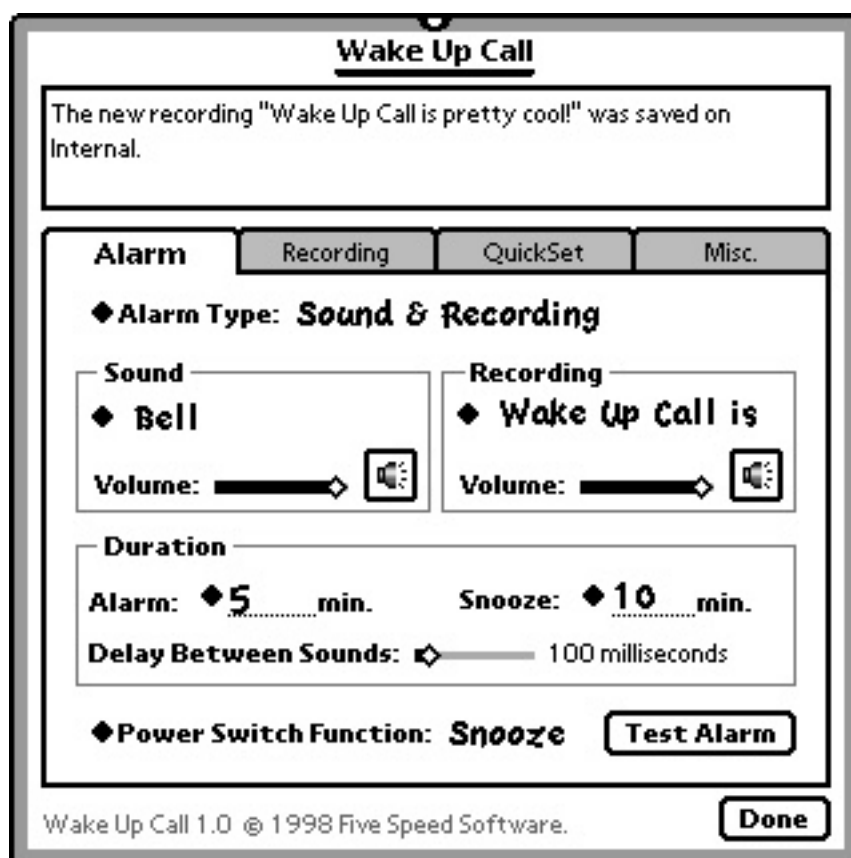 Wake Up Call
The new recording "Wake Up Call is pretty cool!" was saved on
Internal.
Alarm Recording QuickSet Misc.
Alarm Type: Sound & Recording
Sound Recording
Bell Wake Up Call is
Volume: Volume:
Duration
Alarm: 5 min. Snooze: 10 min.
Delay Between Sounds: 100 milliseconds
Power Switch Function: Snooze Test Alarm
Wake Up Call 1.0 © 1998 Five Speed Software. Done